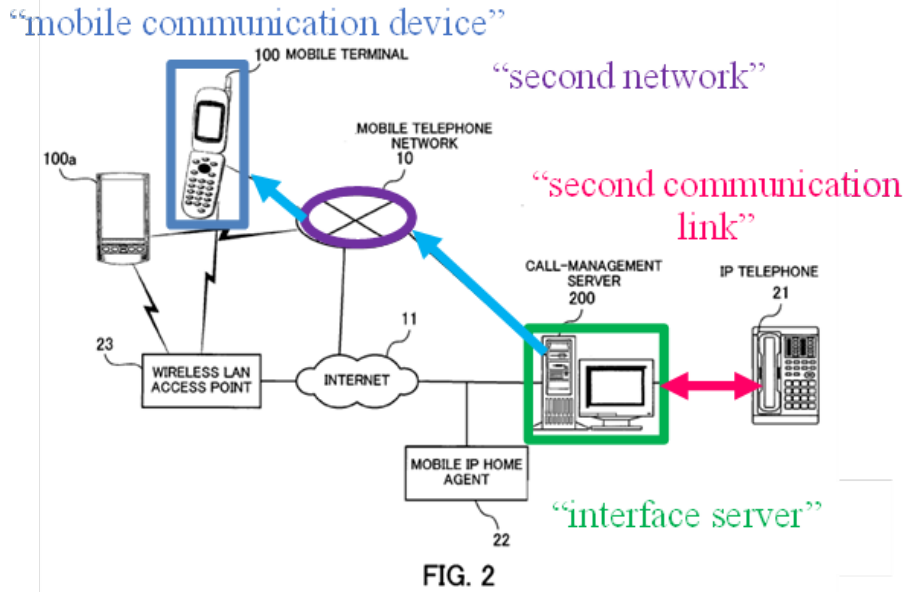 “mobile communication device”
100 MOBILE TERMINAL
“second network”
MOBILE TELEPHONE
NETWORK
10
100a
“second communication
link”
CALL-MANAGEMENT
SERVER
200
IP TELEPHONE
21
23
11
WIRELESS LAN
ACCESS POINT
INTERNET
MOBILE IP HOME
AGENT
22
“interface server”
FIG. 2